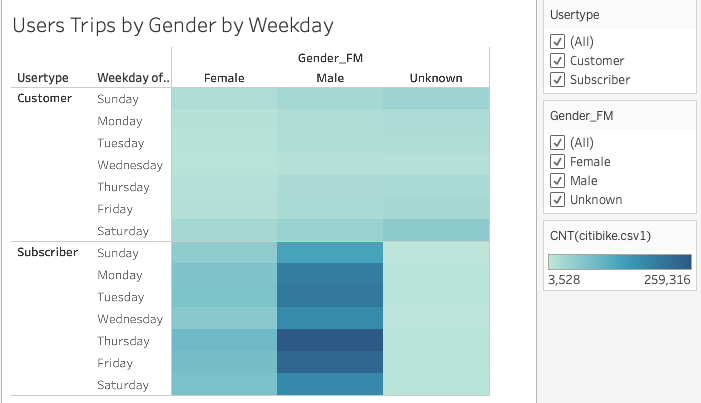 Users Trips by Gender by Weekday
Gender_FM
Usertype Weekday of.. Female Male Unknown
Customer Sunday
Monday
Tuesday
Wednesday
Thursday
Friday
Saturday
Subscriber Sunday
Monday
Tuesday
Wednesday
Thursday
Friday
Saturday
Usertype
(All)
Customer
Subscriber
Gender_FM
(All)
Female
Male
Unknown
CNT(citibike.csv1)
3,528 259,316